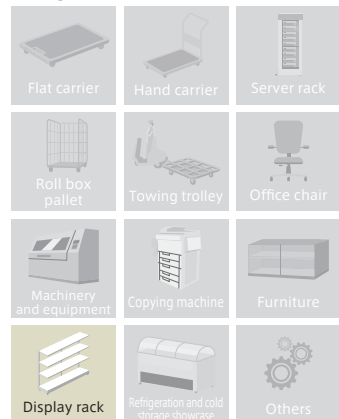 Flat carrier
Hand carrier
Server rack
Roll box
pallet
Towing trolley
Office chair
Machinery
and equipment
Copying machine
Furniture
Display rack
Refrigeration and cold
storage showcase
Others